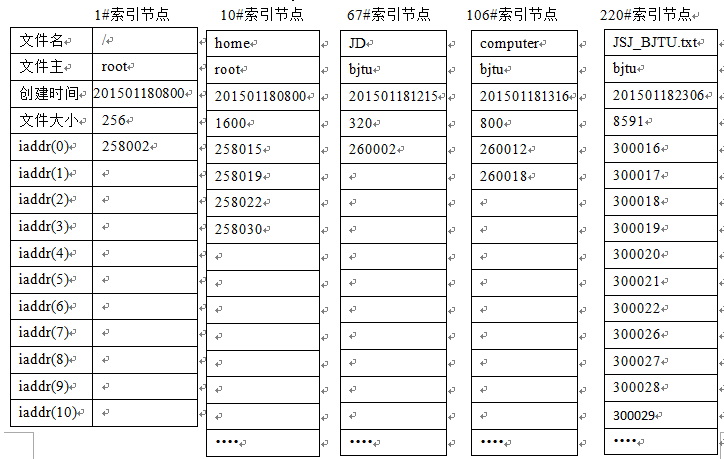 1#索引节点 10#索引节点 67#索引节点 106#索引节点 220#索引节点
文件名 / home JD computer JSJ_BJTU.txt
文件主 root root bjtu bjtu bjtu
创建时间 201501180800 201501180800 201501181215 201501181316 201501182306
文件大小 256 1600 320 800 8591
iaddr(0) 258002 258015 260002 260012 300016
iaddr(1) 258019 260018 300017
iaddr(2) 258022 300018
iaddr(3) 258030 300019
iaddr(4) 300020
iaddr(5) 300021
iaddr(6) 300022
iaddr(7) 300026
iaddr(8) 300027
iaddr(9) 300028
iaddr(10) 300029
•••• •••• •••• ••••